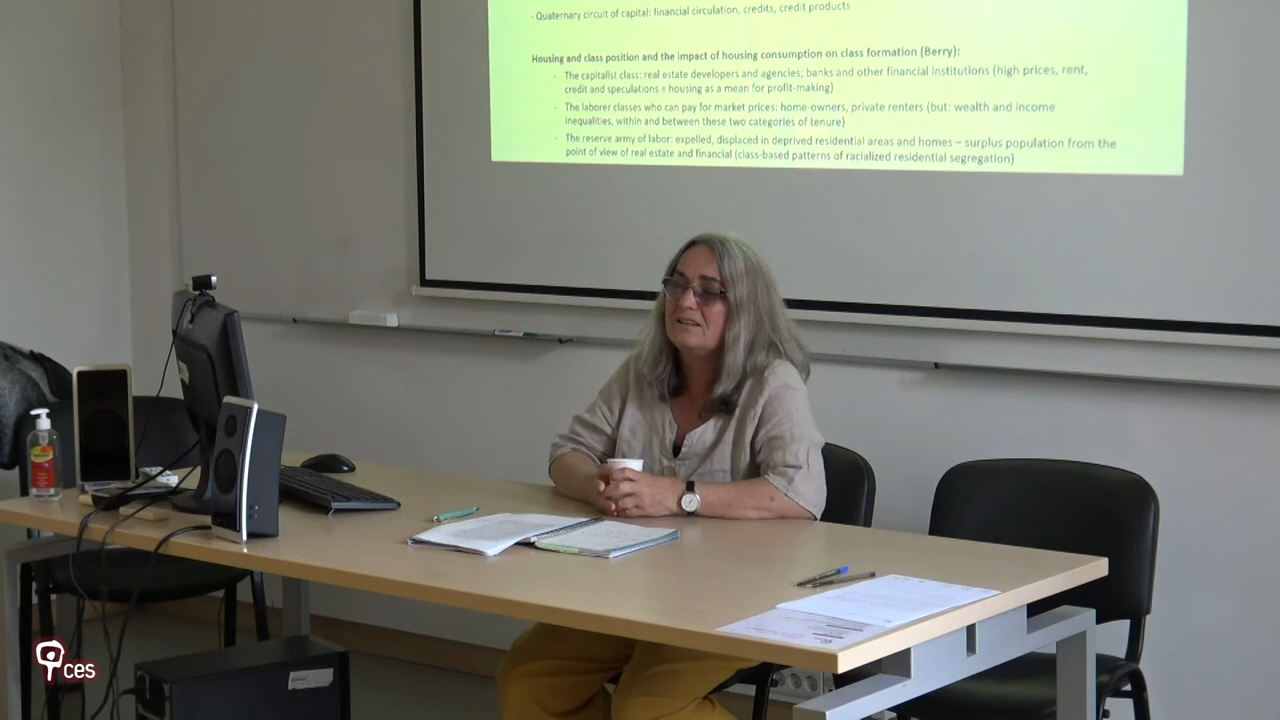 - Quaternary circuit of capital: financial circulation, credits, credit products
Housing and class position and the impact of housing consumption on class formation (Berry):
- The capitalist class: real estate developers and agencies; banks and other financial institutions (high prices, rent,
credit and speculations = housing as a mean for profit-making)
- The laborer classes who can pay for market prices: home-owners, private renters (but: wealth and income
inequalities, within and between these two categories of tenure)
- The reserve army of labor: expelled, displaced in deprived residential areas and homes – surplus population from the
point of view of real estate and financial (class-based patterns of racialized residential segregation)
ces